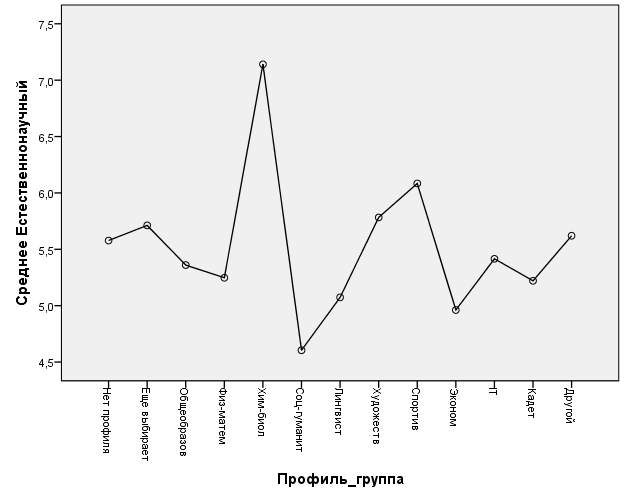 7,5
7,0
6,5
6,0
5,5
5,0
4,5
Среднее Естественнонаучный
Нет профиля
Еще выбирает
Общеобразов
Физ-матем
Хим-биол
Соц-гуманит
Лингвист
Художеств
Спортив
Эконом
IT
Кадет
Другой
Профиль_группа